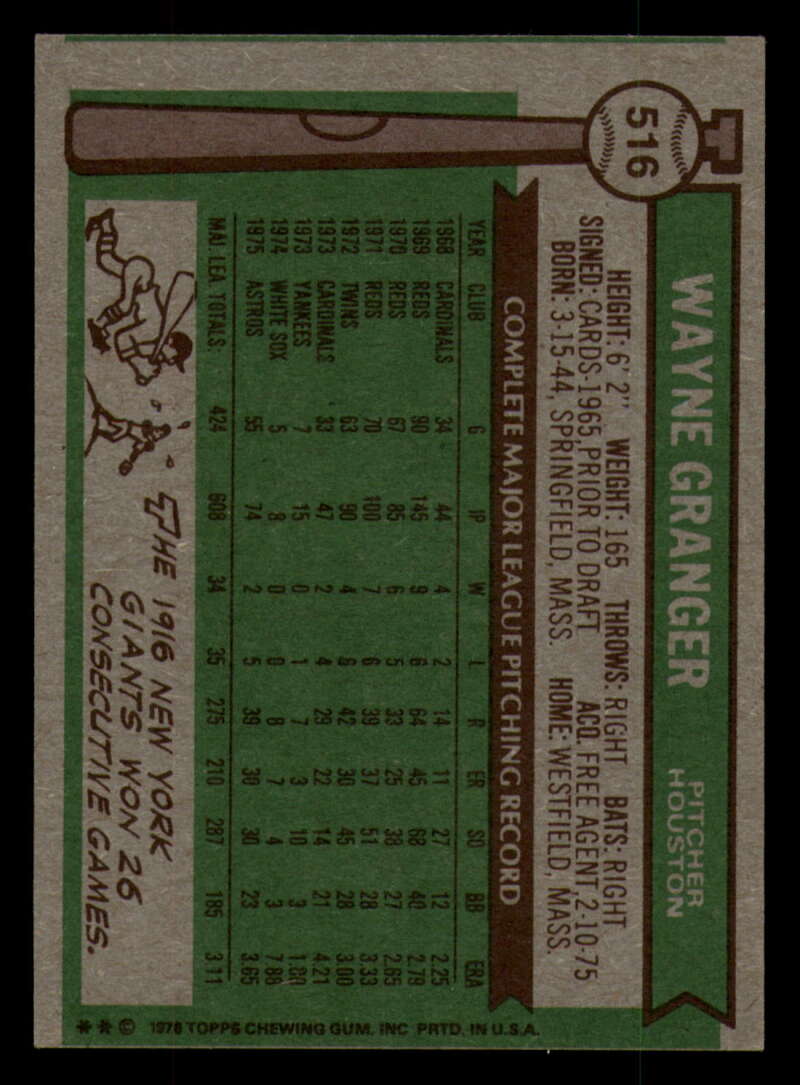 516
WAYNE GRANGER
PITCHER
HOUSTON
HEIGHT: 6' 2" WEIGHT: 165 THROWS: RIGHT BATS: RIGHT
SIGNED: CARDS-1965, PRIOR TO DRAFT ACQ. FREE AGENT 2-10-75
BORN: 3-15-44, SPRINGFIELD, MASS. HOME: WESTFIELD, MASS.
COMPLETE MAJOR LEAGUE PITCHING RECORD
YEAR CLUB G IP W L R ER SO BB ERA
1968 CARDINALS 34 44 4 2 14 11 27 12 2.25
1969 REDS 90 145 9 6 64 45 68 40 2.79
1970 REDS 67 85 6 5 33 25 38 27 2.65
1971 REDS 70 100 7 6 39 37 51 28 3.33
1972 TWINS 63 90 4 6 42 30 45 28 3.00
1973 CARDINALS 33 47 2 4 29 22 14 21 4.21
1973 YANKEES 7 15 0 1 7 3 10 3 1.80
1974 WHITE SOX 5 8 0 0 8 7 4 3 7.88
1975 ASTROS 55 74 2 5 39 30 30 23 3.65
MAJ. LEA. TOTALS: 424 608 34 35 275 210 287 185 3.11
THE 1916 NEW YORK
GIANTS WON 26
CONSECUTIVE GAMES.
** © 1976 TOPPS CHEWING GUM, INC PRTD. IN U.S.A.